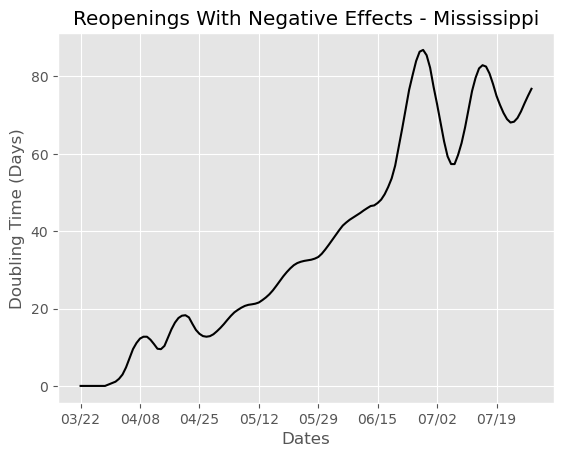 Reopenings With Negative Effects - Mississippi
Doubling Time (Days)
80
60
40
20
0
03/22 04/08 04/25 05/12 05/29 06/15 07/02 07/19
Dates